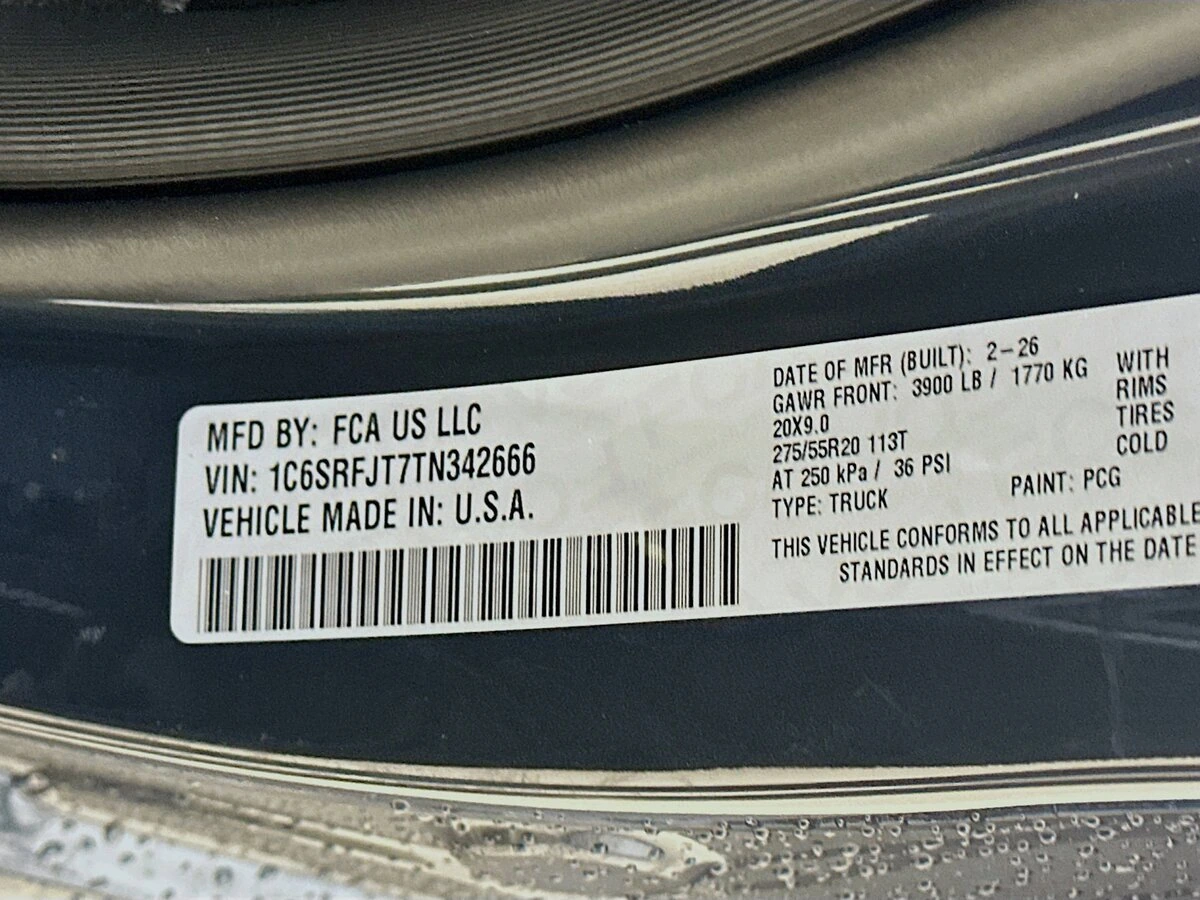 MFD BY: FCA US LLC
VIN: 1C6SRFJT7TN342666
VEHICLE MADE IN: U.S.A.
DATE OF MFR (BUILT): 2-26
GAWR FRONT: 3900 LB / 1770 KG WITH
20X9.0 RIMS
275/55R20 113T TIRES
AT 250 kPa / 36 PSI COLD
TYPE: TRUCK PAINT: PCG
THIS VEHICLE CONFORMS TO ALL APPLICABLE
STANDARDS IN EFFECT ON THE DATE